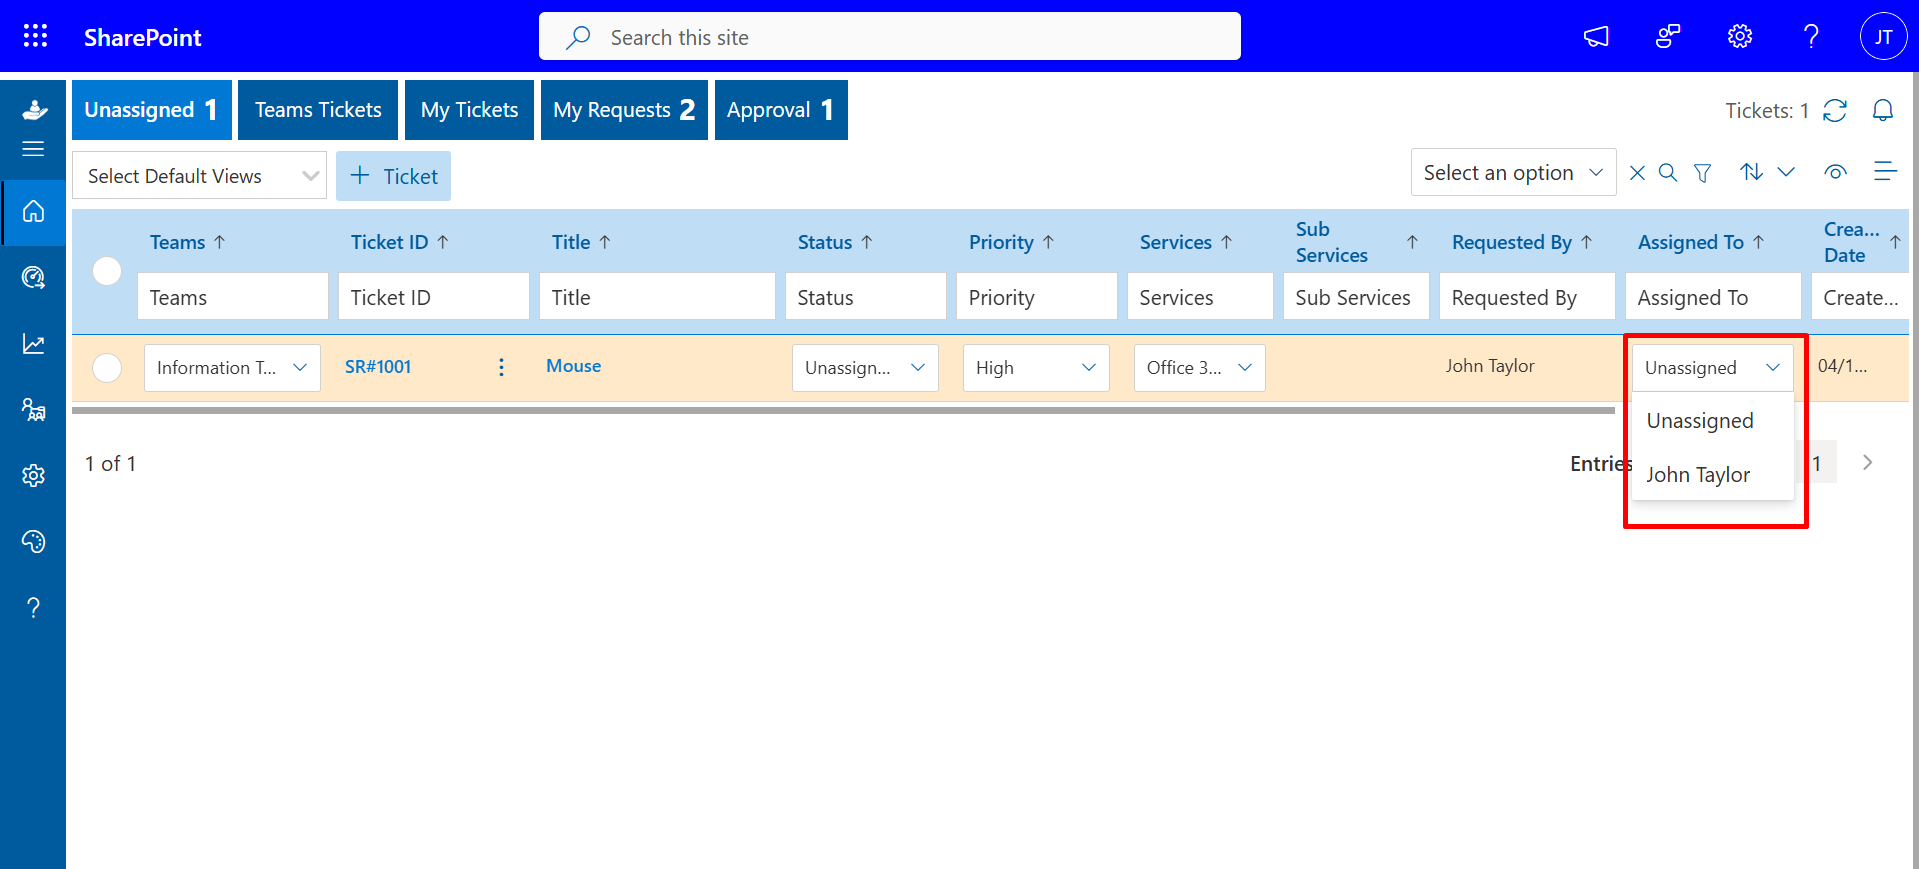 SharePoint
Search this site
JT
Unassigned 1
Teams Tickets
My Tickets
My Requests 2
Approval 1
Tickets: 1
Select Default Views
+ Ticket
Select an option
Teams
Ticket ID
Title
Status
Priority
Services
Sub
Services
Requested By
Assigned To
Crea...
Date
Teams
Ticket ID
Title
Status
Priority
Services
Sub Services
Requested By
Assigned To
Create...
Information T...
SR#1001
Mouse
Unassign...
High
Office 3...
John Taylor
Unassigned
04/1...
Unassigned
John Taylor
1 of 1
Entries
1